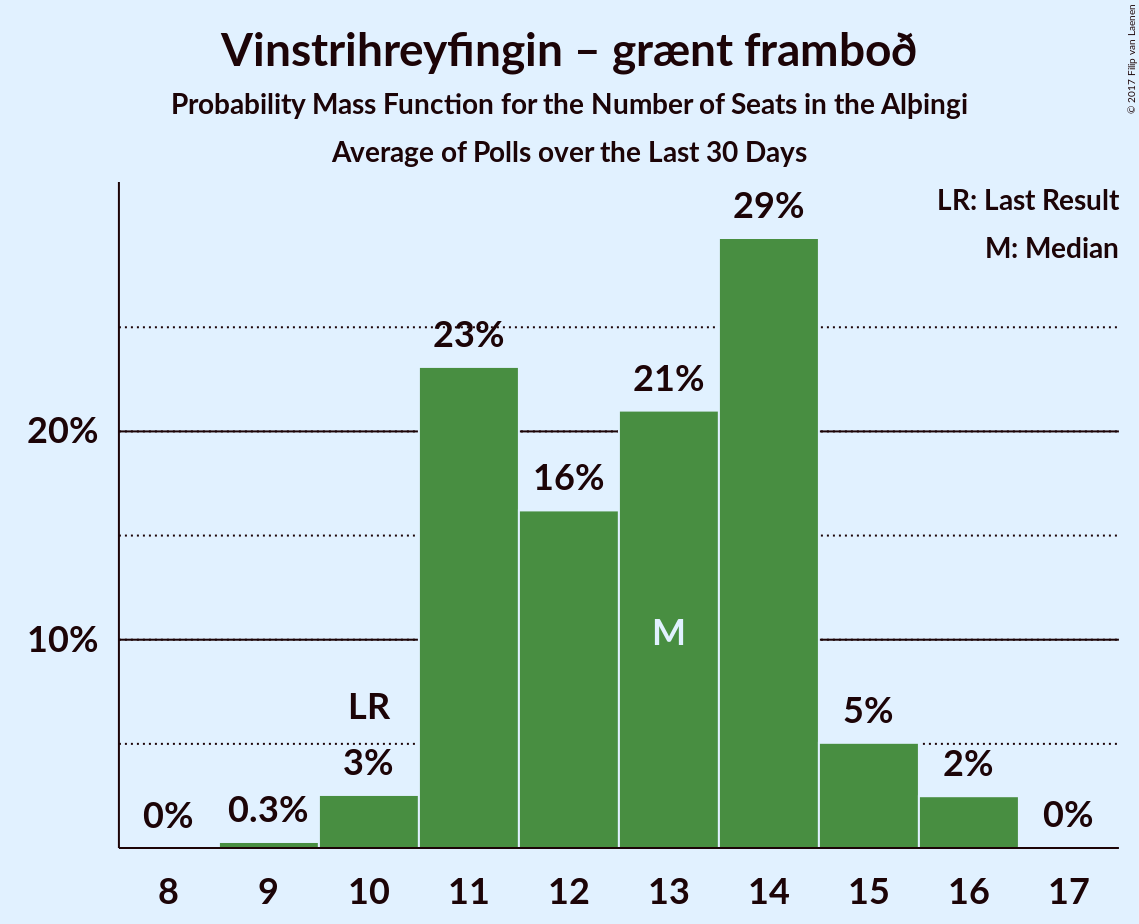 Vinstrihreyfingin – grænt framboð
Probability Mass Function for the Number of Seats in the Alþingi
Average of Polls over the Last 30 Days
© 2017 Filip van Laenen
LR: Last Result
M: Median
29%
23%
21%
20%
16%
M
10%
LR
5%
3%
2%
0%
0.3%
0%
8 9 10 11 12 13 14 15 16 17